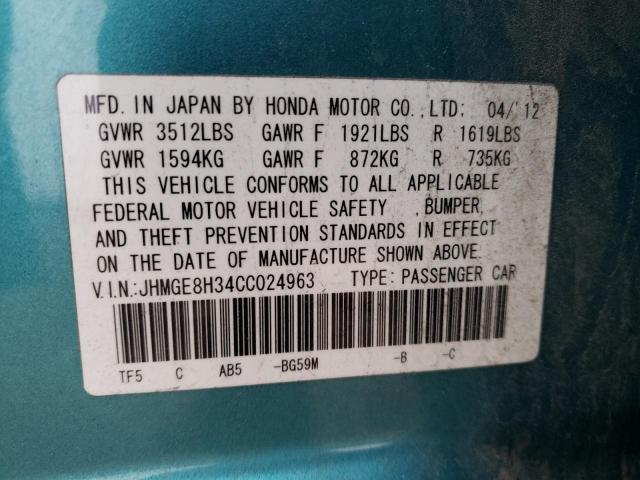 MFD. IN JAPAN BY HONDA MOTOR CO.,LTD. 04/'12
GVWR 3512LBS GAWR F 1921LBS R 1619LBS
GVWR 1594KG GAWR F 872KG R 735KG
THIS VEHICLE CONFORMS TO ALL APPLICABLE
FEDERAL MOTOR VEHICLE SAFETY , BUMPER,
AND THEFT PREVENTION STANDARDS IN EFFECT
ON THE DATE OF MANUFACTURE SHOWN ABOVE.
V.I.N.:JHMGE8H34CC024963 TYPE: PASSENGER CAR
TF5 C AB5 -BG59M -B -C